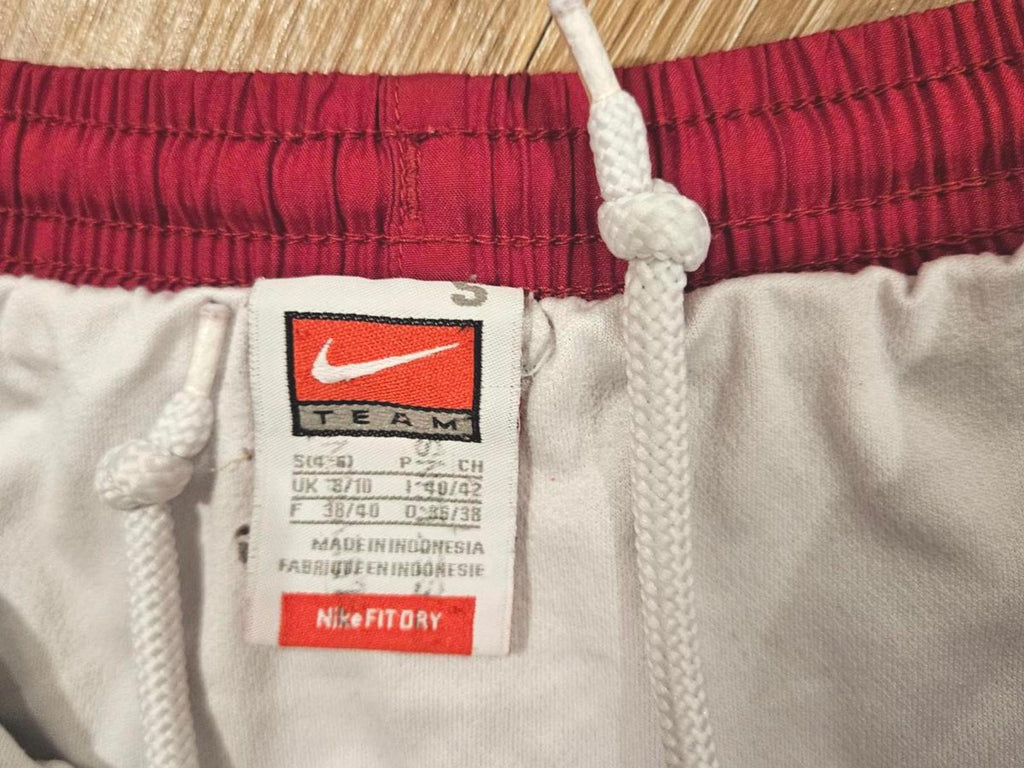 S
TEAM
S(4-6) P CH
UK 8/10 I 40/42
F 38/40 D 36/38
MADE IN INDONESIA
FABRIQUE EN INDONESIE
Nike FIT DRY